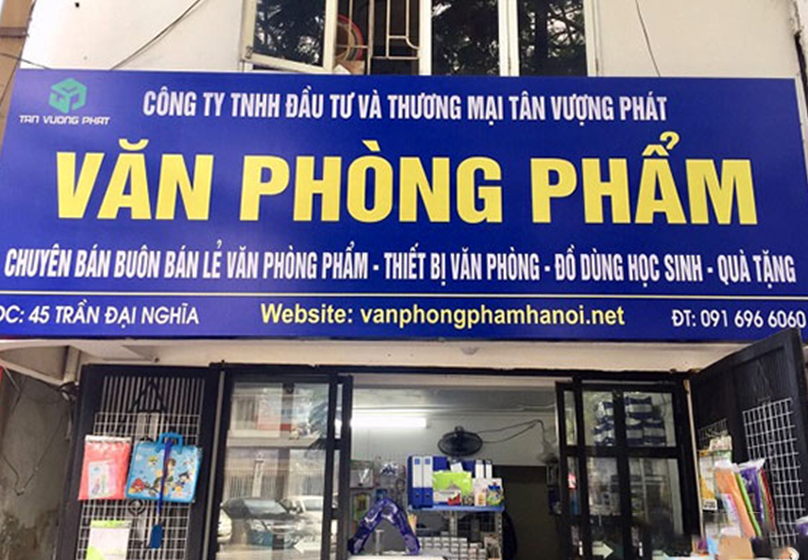 CÔNG TY TNHH ĐẦU TƯ VÀ THƯƠNG MẠI TÂN VƯỢNG PHÁT
TAN VUONG PHAT
VĂN PHÒNG PHẨM
CHUYÊN BÁN BUÔN BÁN LẺ VĂN PHÒNG PHẨM - THIẾT BỊ VĂN PHÒNG - ĐỒ DÙNG HỌC SINH - QUÀ TẶNG
ĐC: 45 TRẦN ĐẠI NGHĨA Website: vanphongphamhanoi.net ĐT: 091 696 6060